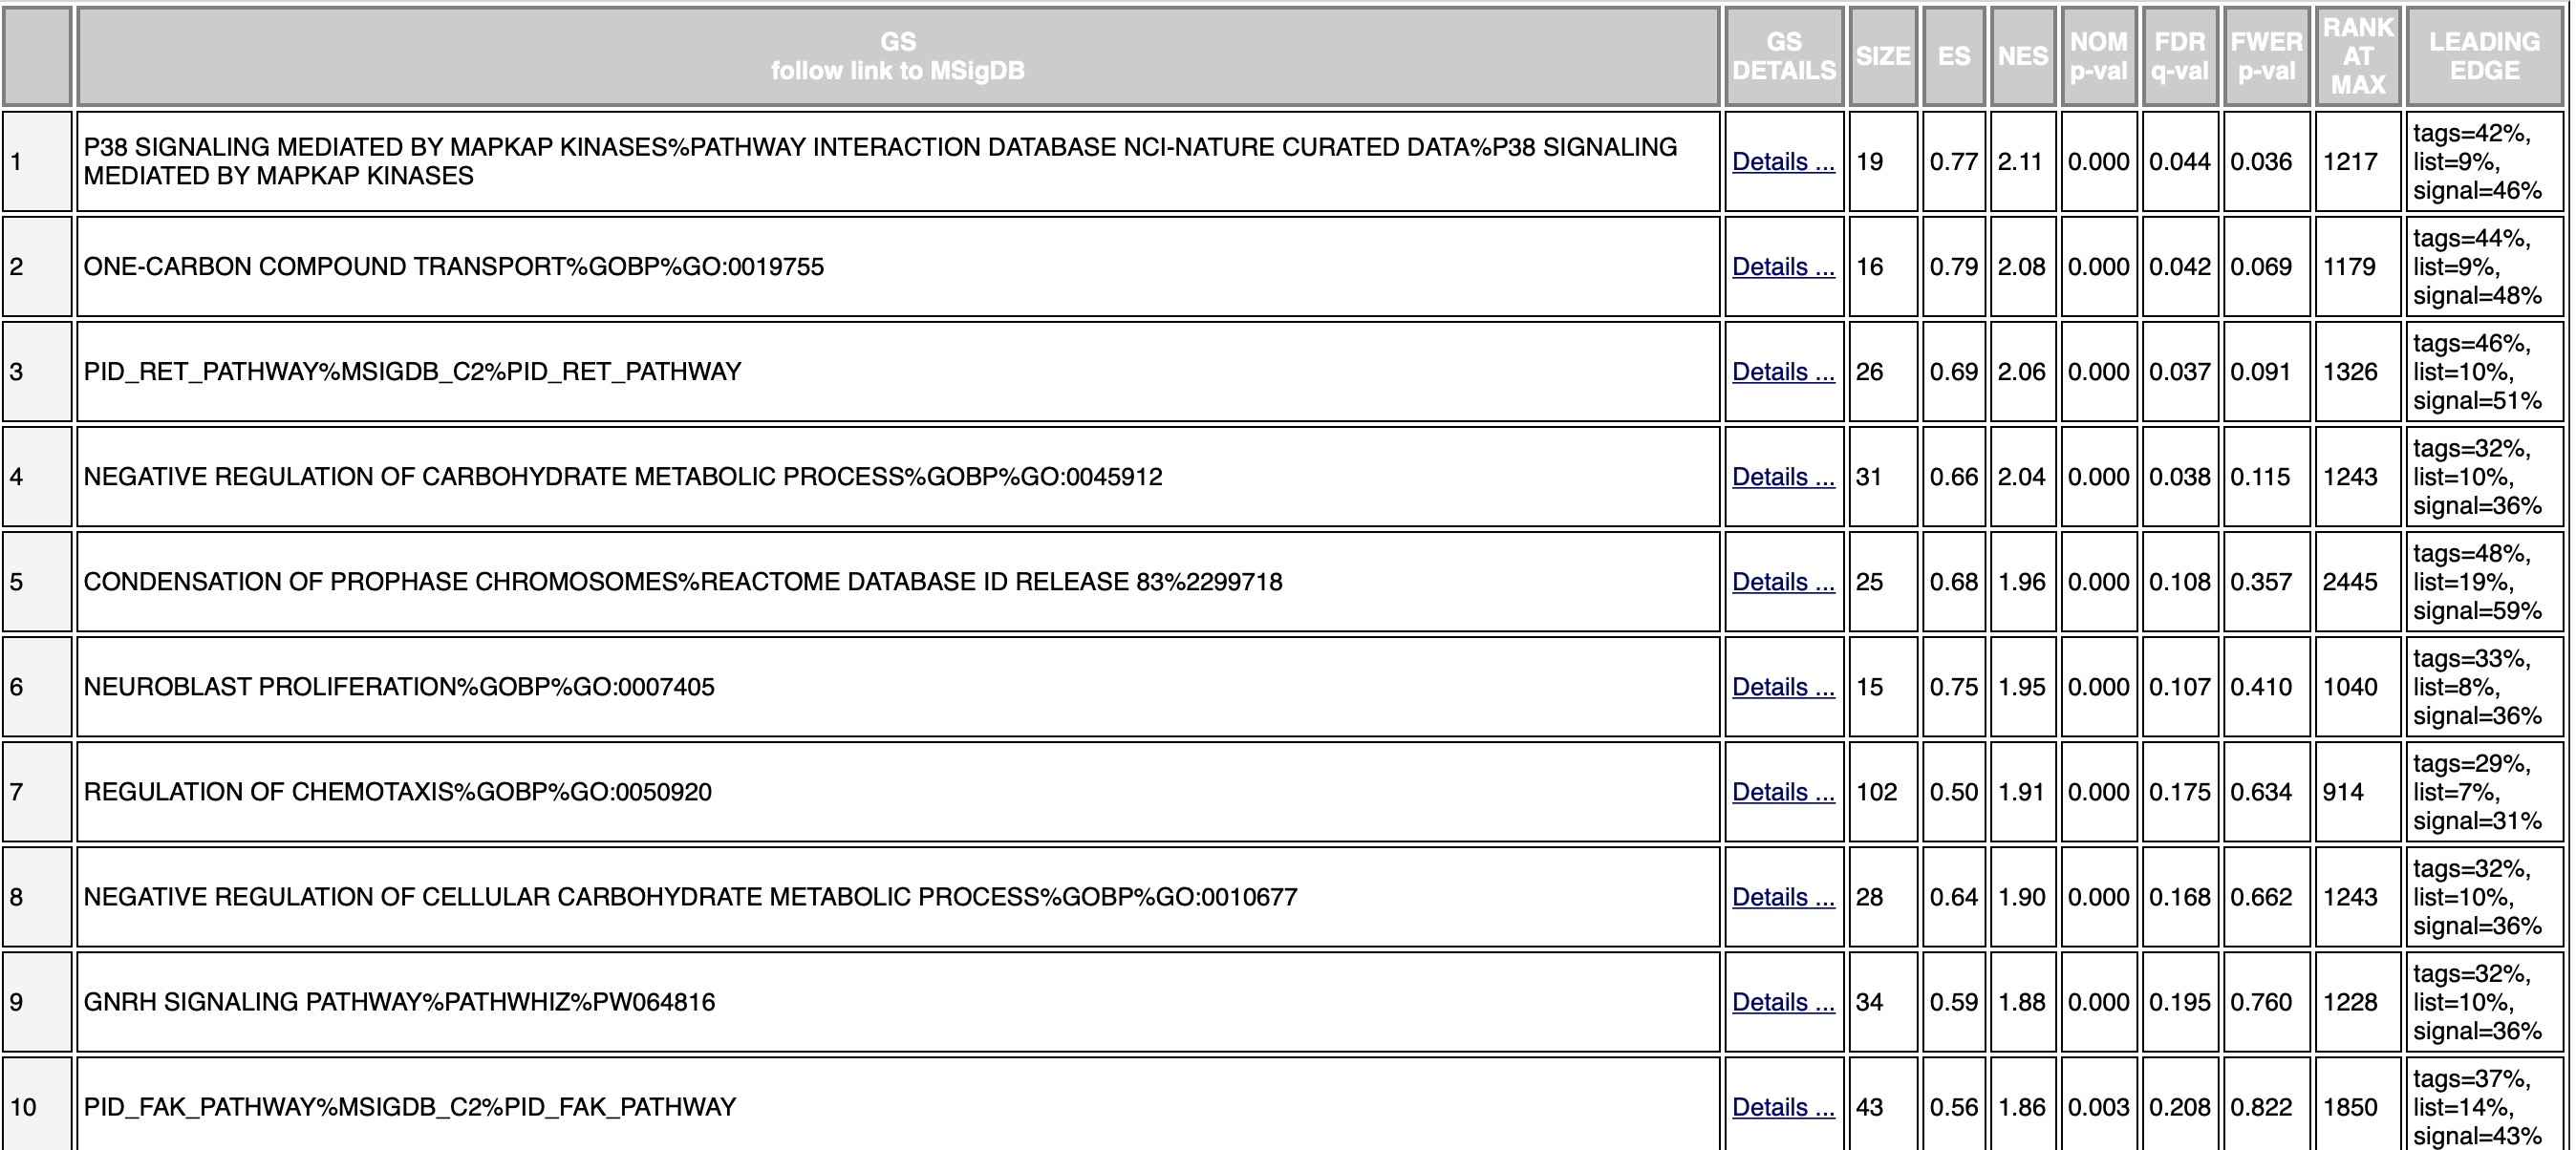 GS
follow link to MSigDB
GS
DETAILS
SIZE
ES
NES
NOM
p-val
FDR
q-val
FWER
p-val
RANK
AT
MAX
LEADING
EDGE
1
P38 SIGNALING MEDIATED BY MAPKAP KINASES%PATHWAY INTERACTION DATABASE NCI-NATURE CURATED DATA%P38 SIGNALING
MEDIATED BY MAPKAP KINASES
Details ...
19
0.77
2.11
0.000
0.044
0.036
1217
tags=42%,
list=9%,
signal=46%
2
ONE-CARBON COMPOUND TRANSPORT%GOBP%GO:0019755
Details ...
16
0.79
2.08
0.000
0.042
0.069
1179
tags=44%,
list=9%,
signal=48%
3
PID_RET_PATHWAY%MSIGDB_C2%PID_RET_PATHWAY
Details ...
26
0.69
2.06
0.000
0.037
0.091
1326
tags=46%,
list=10%,
signal=51%
4
NEGATIVE REGULATION OF CARBOHYDRATE METABOLIC PROCESS%GOBP%GO:0045912
Details ...
31
0.66
2.04
0.000
0.038
0.115
1243
tags=32%,
list=10%,
signal=36%
5
CONDENSATION OF PROPHASE CHROMOSOMES%REACTOME DATABASE ID RELEASE 83%2299718
Details ...
25
0.68
1.96
0.000
0.108
0.357
2445
tags=48%,
list=19%,
signal=59%
6
NEUROBLAST PROLIFERATION%GOBP%GO:0007405
Details ...
15
0.75
1.95
0.000
0.107
0.410
1040
tags=33%,
list=8%,
signal=36%
7
REGULATION OF CHEMOTAXIS%GOBP%GO:0050920
Details ...
102
0.50
1.91
0.000
0.175
0.634
914
tags=29%,
list=7%,
signal=31%
8
NEGATIVE REGULATION OF CELLULAR CARBOHYDRATE METABOLIC PROCESS%GOBP%GO:0010677
Details ...
28
0.64
1.90
0.000
0.168
0.662
1243
tags=32%,
list=10%,
signal=36%
9
GNRH SIGNALING PATHWAY%PATHWHIZ%PW064816
Details ...
34
0.59
1.88
0.000
0.195
0.760
1228
tags=32%,
list=10%,
signal=36%
10
PID_FAK_PATHWAY%MSIGDB_C2%PID_FAK_PATHWAY
Details ...
43
0.56
1.86
0.003
0.208
0.822
1850
tags=37%,
list=14%,
signal=43%